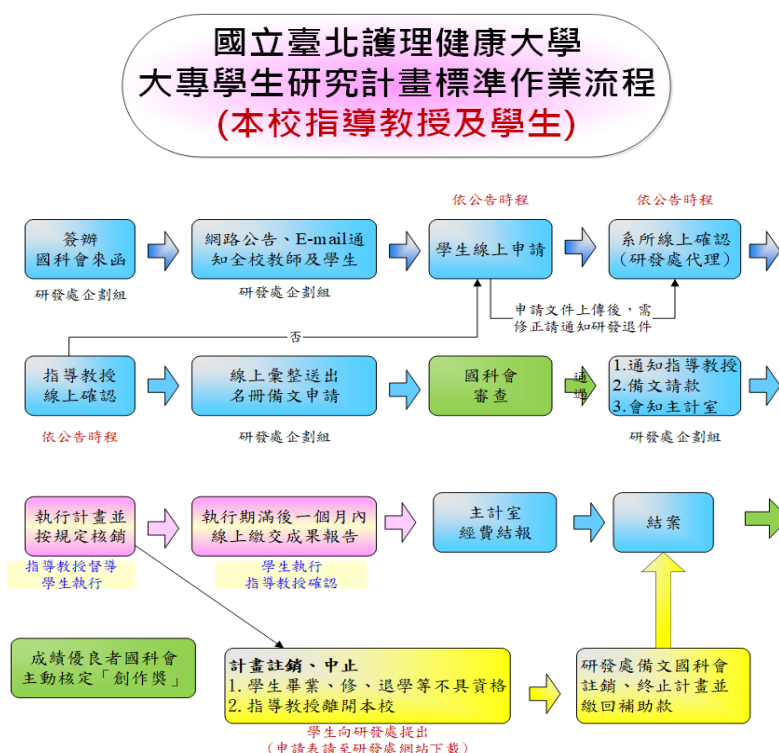 國立臺北護理健康大學
大專學生研究計畫標準作業流程
(本校指導教授及學生)
依公告時程
依公告時程
簽辦
國科會來函
網路公告、E-mail通
知全校教師及學生
學生線上申請
系所線上確認
(研發處代理)
研發處企劃組
研發處企劃組
申請文件上傳後，需
修正請通知研發退件
否
指導教授
線上確認
線上彙整送出
名冊備文申請
國科會
審查
通過
1.通知指導教授
2.備文請款
3.會知主計室
依公告時程
研發處企劃組
研發處企劃組
執行計畫並
按規定核銷
執行期滿後一個月內
線上繳交成果報告
主計室
經費結報
結案
指導教授督導
學生執行
學生執行
指導教授確認
成績優良者國科會
主動核定「創作獎」
計畫註銷、中止
1. 學生畢業、修、退學等不具資格
2. 指導教授離開本校
研發處備文國科會
註銷、終止計畫並
繳回補助款
學生向研發處提出
(申請表請至研發處網站下載)